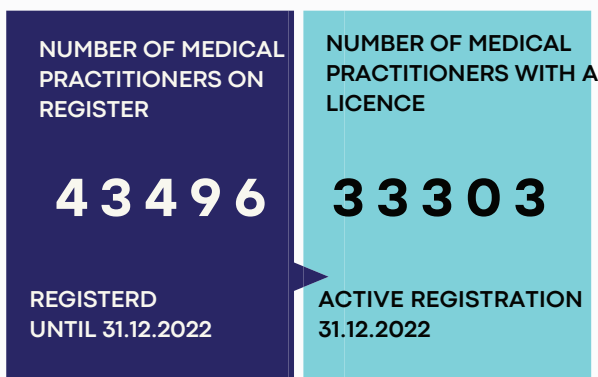 NUMBER OF MEDICAL
PRACTITIONERS ON
REGISTER
43496
REGISTERD
UNTIL 31.12.2022
NUMBER OF MEDICAL
PRACTITIONERS WITH A
LICENCE
33303
ACTIVE REGISTRATION
31.12.2022